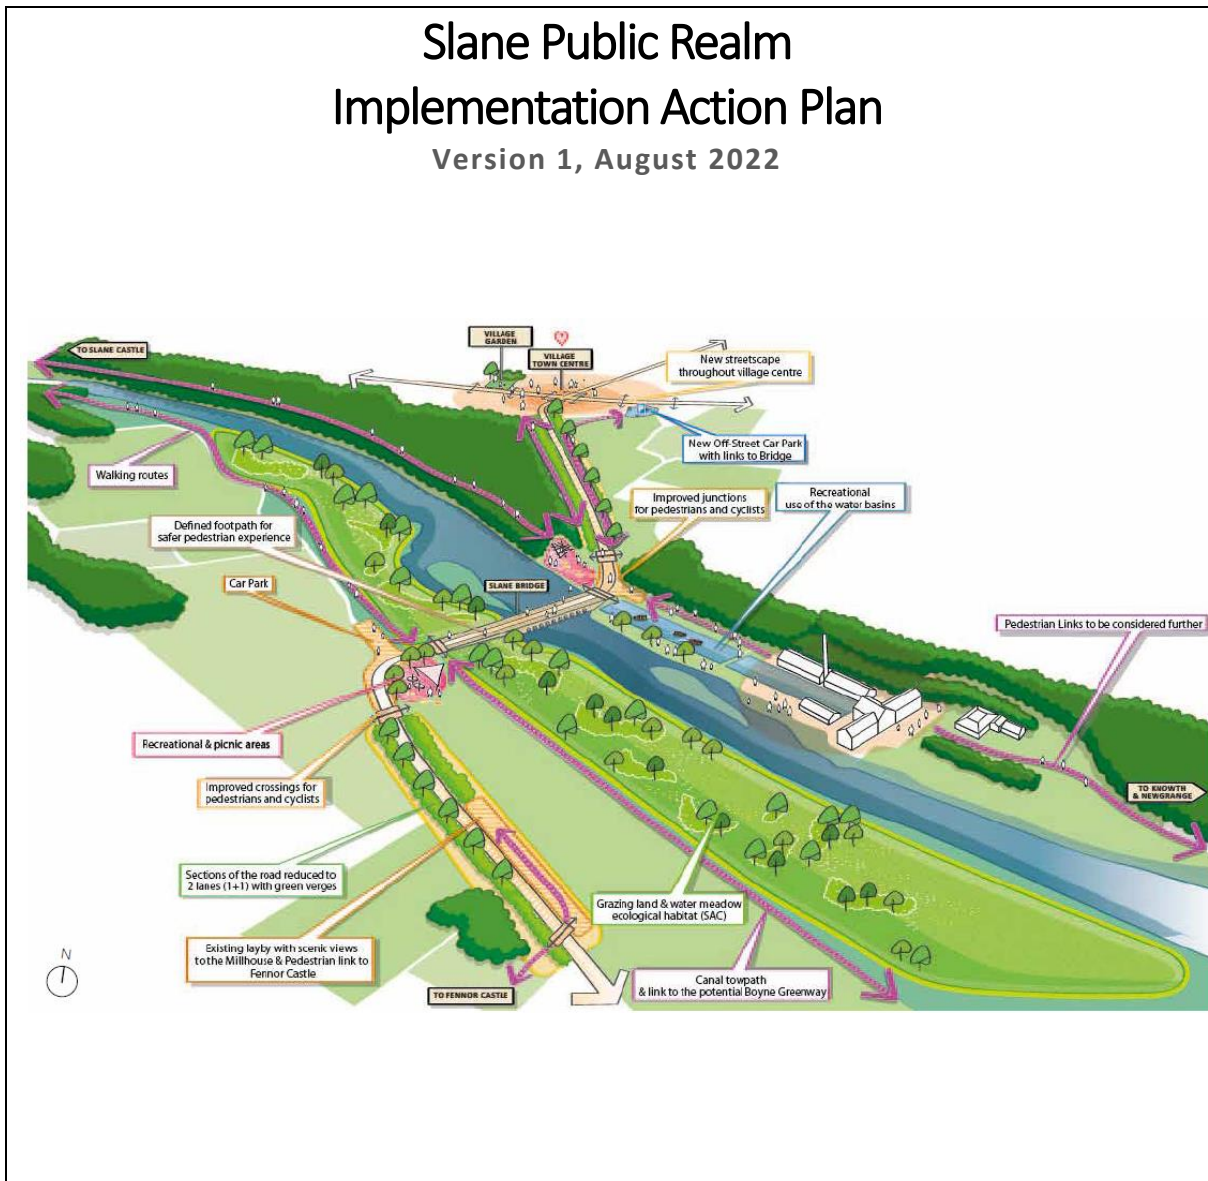 Slane Public Realm
Implementation Action Plan
Version 1, August 2022
TO SLANE CASTLE
VILLAGE
GARDEN
VILLAGE
TOWN CENTRE
New streetscape
throughout village centre
New Off-Street Car Park
with links to Bridge
Walking routes
Improved junctions
for pedestrians and cyclists
Recreational
use of the water basins
Defined footpath for
safer pedestrian experience
Car Park
SLANE BRIDGE
Pedestrian Links to be considered further
Recreational & picnic areas
Improved crossings for
pedestrians and cyclists
TO KNOWTH
& NEWGRANGE
Sections of the road reduced to
2 lanes (1+1) with green verges
Grazing land & water meadow
ecological habitat (SAC)
Existing layby with scenic views
to the Millhouse & Pedestrian link to
Fennor Castle
Canal towpath
& link to the potential Boyne Greenway
TO FENNOR CASTLE
N